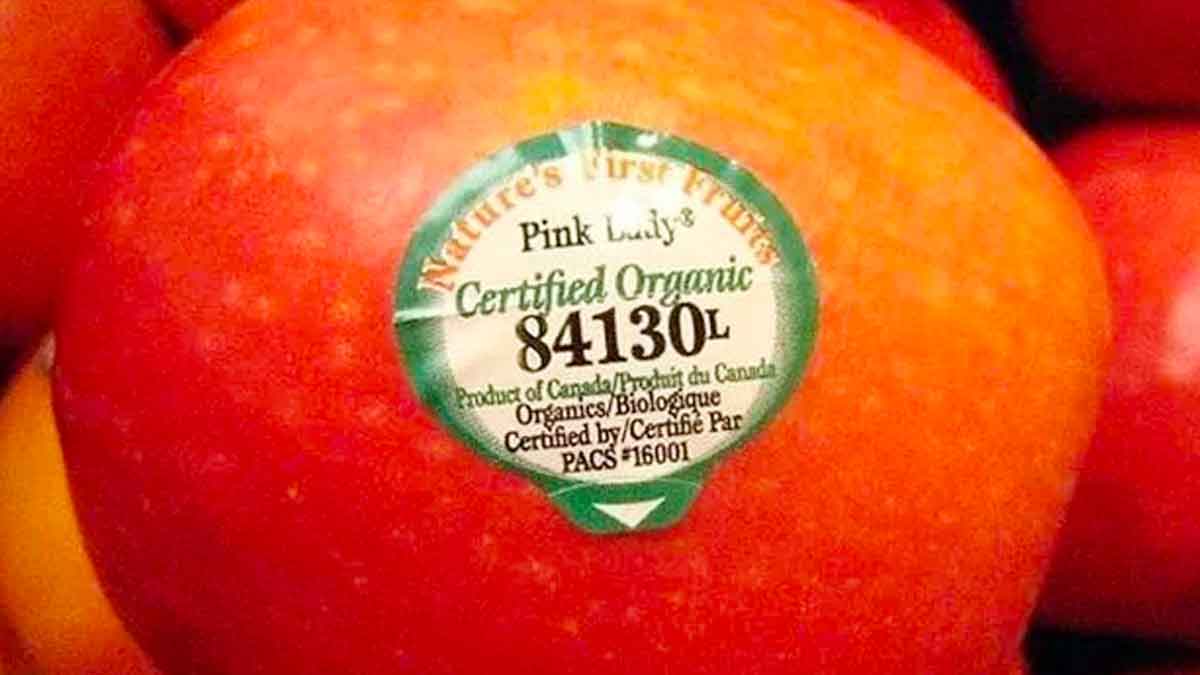 Nature's First Fruits
Pink Lady®
Certified Organic
84130L
Product of Canada/Produit du Canada
Organics/Biologique
Certified by/Certifié Par
PACS #16001